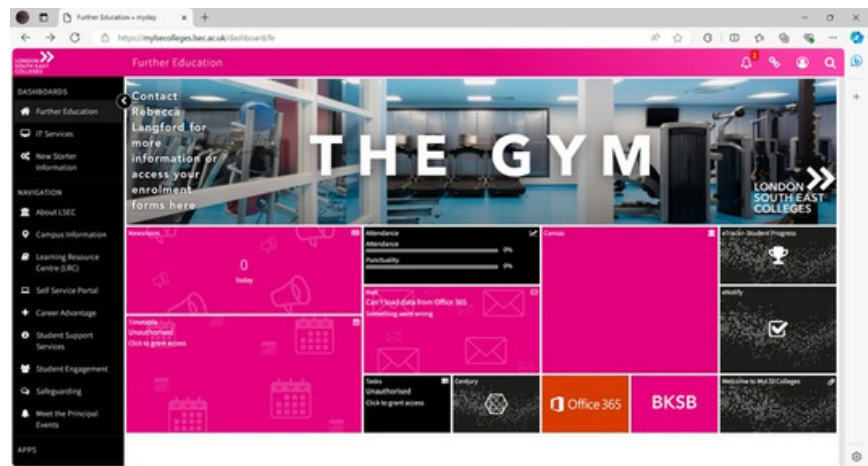 Further Education - myday
https://mylsecolleges.lsec.ac.uk/dashboard/fe
LONDON
SOUTH EAST
COLLEGES
Further Education
DASHBOARDS
Further Education
IT Services
New Starter
Information
NAVIGATION
About LSEC
Campus Information
Learning Resource
Centre (LRC)
Self Service Portal
Career Advantage
Student Support
Services
Student Engagement
Safeguarding
Meet the Principal
Events
APPS
Contact
Rebecca
Langford for
more
information or
access your
enrolment
forms here
THE GYM
LONDON
SOUTH EAST
COLLEGES
Newsroom
0
Today
Attendance
Attendance
0%
Punctuality
0%
Canvas
eTrackr-Student Progress
Mail
Can't load data from Office 365
Something went wrong
eNotify
Timetable
Unauthorised
Click to grant access
Tasks
Unauthorised
Click to grant access
Century
Office 365
BKSB
Welcome to MyLSEColleges